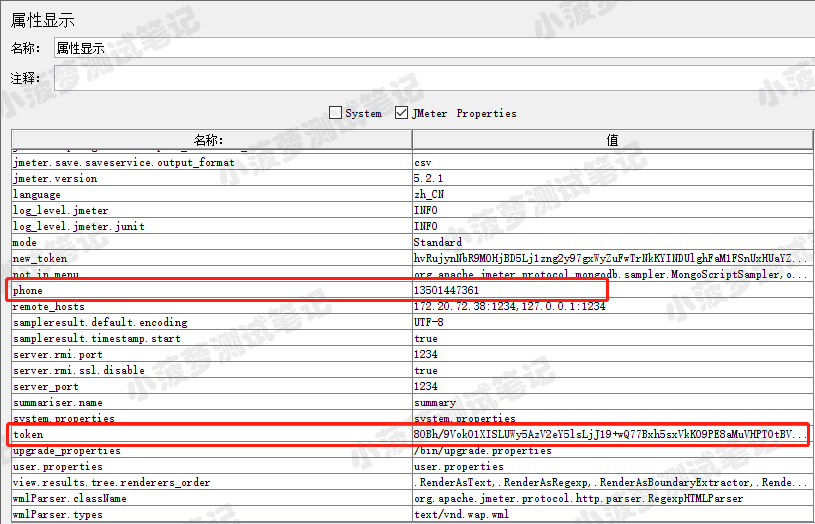 属性显示
名称： 属性显示
注释：
System JMeter Properties
名称： 值
jmeter.save.saveservice.output_format csv
jmeter.version 5.2.1
language zh_CN
log_level.jmeter INFO
log_level.jmeter.junit INFO
mode Standard
new_token hvRujynNbR9MOHjBD5Lj1zng2y97gxWyZuFwTrNkKYINDUlghFaM1FSnUxHUaYZ...
not_in_menu org.apache.jmeter.protocol.mongodb.sampler.MongoScriptSampler,o...
phone 13501447361
remote_hosts 172.20.72.38:1234,127.0.0.1:1234
sampleresult.default.encoding UTF-8
sampleresult.timestamp.start true
server.rmi.port 1234
server.rmi.ssl.disable true
server_port 1234
summariser.name summary
system.properties system.properties
token 80Bh/9Vok01XISLUWy5AzV2eY5lsLjJ19+wQ77Bxh5sxVkK09PE8aMuVHPTOtBV...
upgrade_properties /bin/upgrade.properties
user.properties user.properties
view.results.tree.renderers_order .RenderAsText,.RenderAsRegexp,.RenderAsBoundaryExtractor,.Rende...
wmlParser.className org.apache.jmeter.protocol.http.parser.RegexpHTMLParser
wmlParser.types text/vnd.wap.wml
小菠萝测试笔记